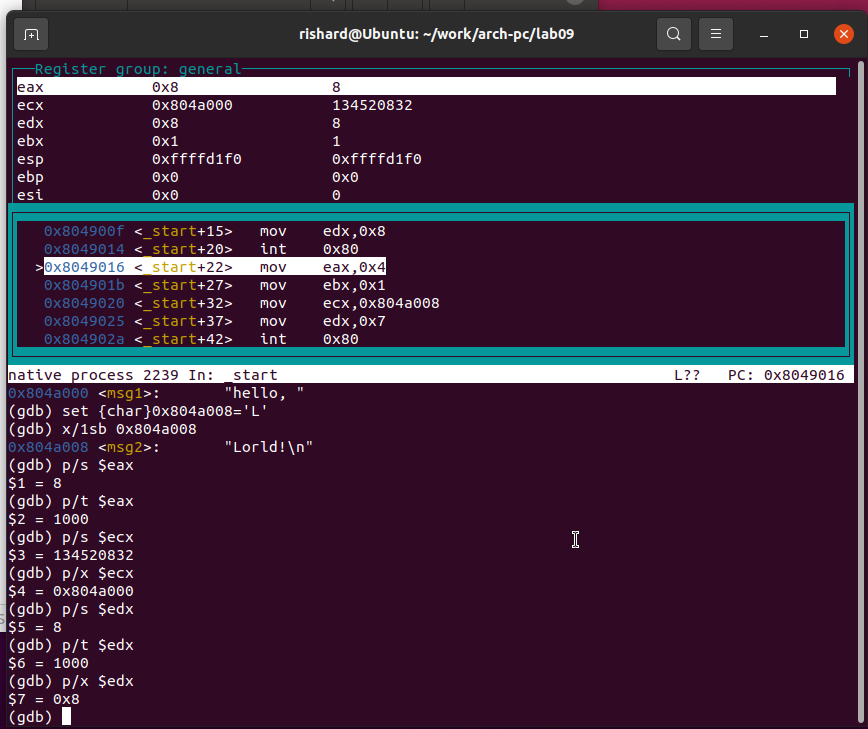 rishard@Ubuntu: ~/work/arch-pc/lab09
Register group: general
eax 0x8 8
ecx 0x804a000 134520832
edx 0x8 8
ebx 0x1 1
esp 0xffffd1f0 0xffffd1f0
ebp 0x0 0x0
esi 0x0 0
0x804900f <_start+15> mov edx,0x8
0x8049014 <_start+20> int 0x80
>0x8049016 <_start+22> mov eax,0x4
0x804901b <_start+27> mov ebx,0x1
0x8049020 <_start+32> mov ecx,0x804a008
0x8049025 <_start+37> mov edx,0x7
0x804902a <_start+42> int 0x80
native process 2239 In: _start L?? PC: 0x8049016
0x804a000 <msg1>: "hello, "
(gdb) set {char}0x804a008='L'
(gdb) x/1sb 0x804a008
0x804a008 <msg2>: "Lorld!\n"
(gdb) p/s $eax
$1 = 8
(gdb) p/t $eax
$2 = 1000
(gdb) p/s $ecx
$3 = 134520832
(gdb) p/x $ecx
$4 = 0x804a000
(gdb) p/s $edx
$5 = 8
(gdb) p/t $edx
$6 = 1000
(gdb) p/x $edx
$7 = 0x8
(gdb)